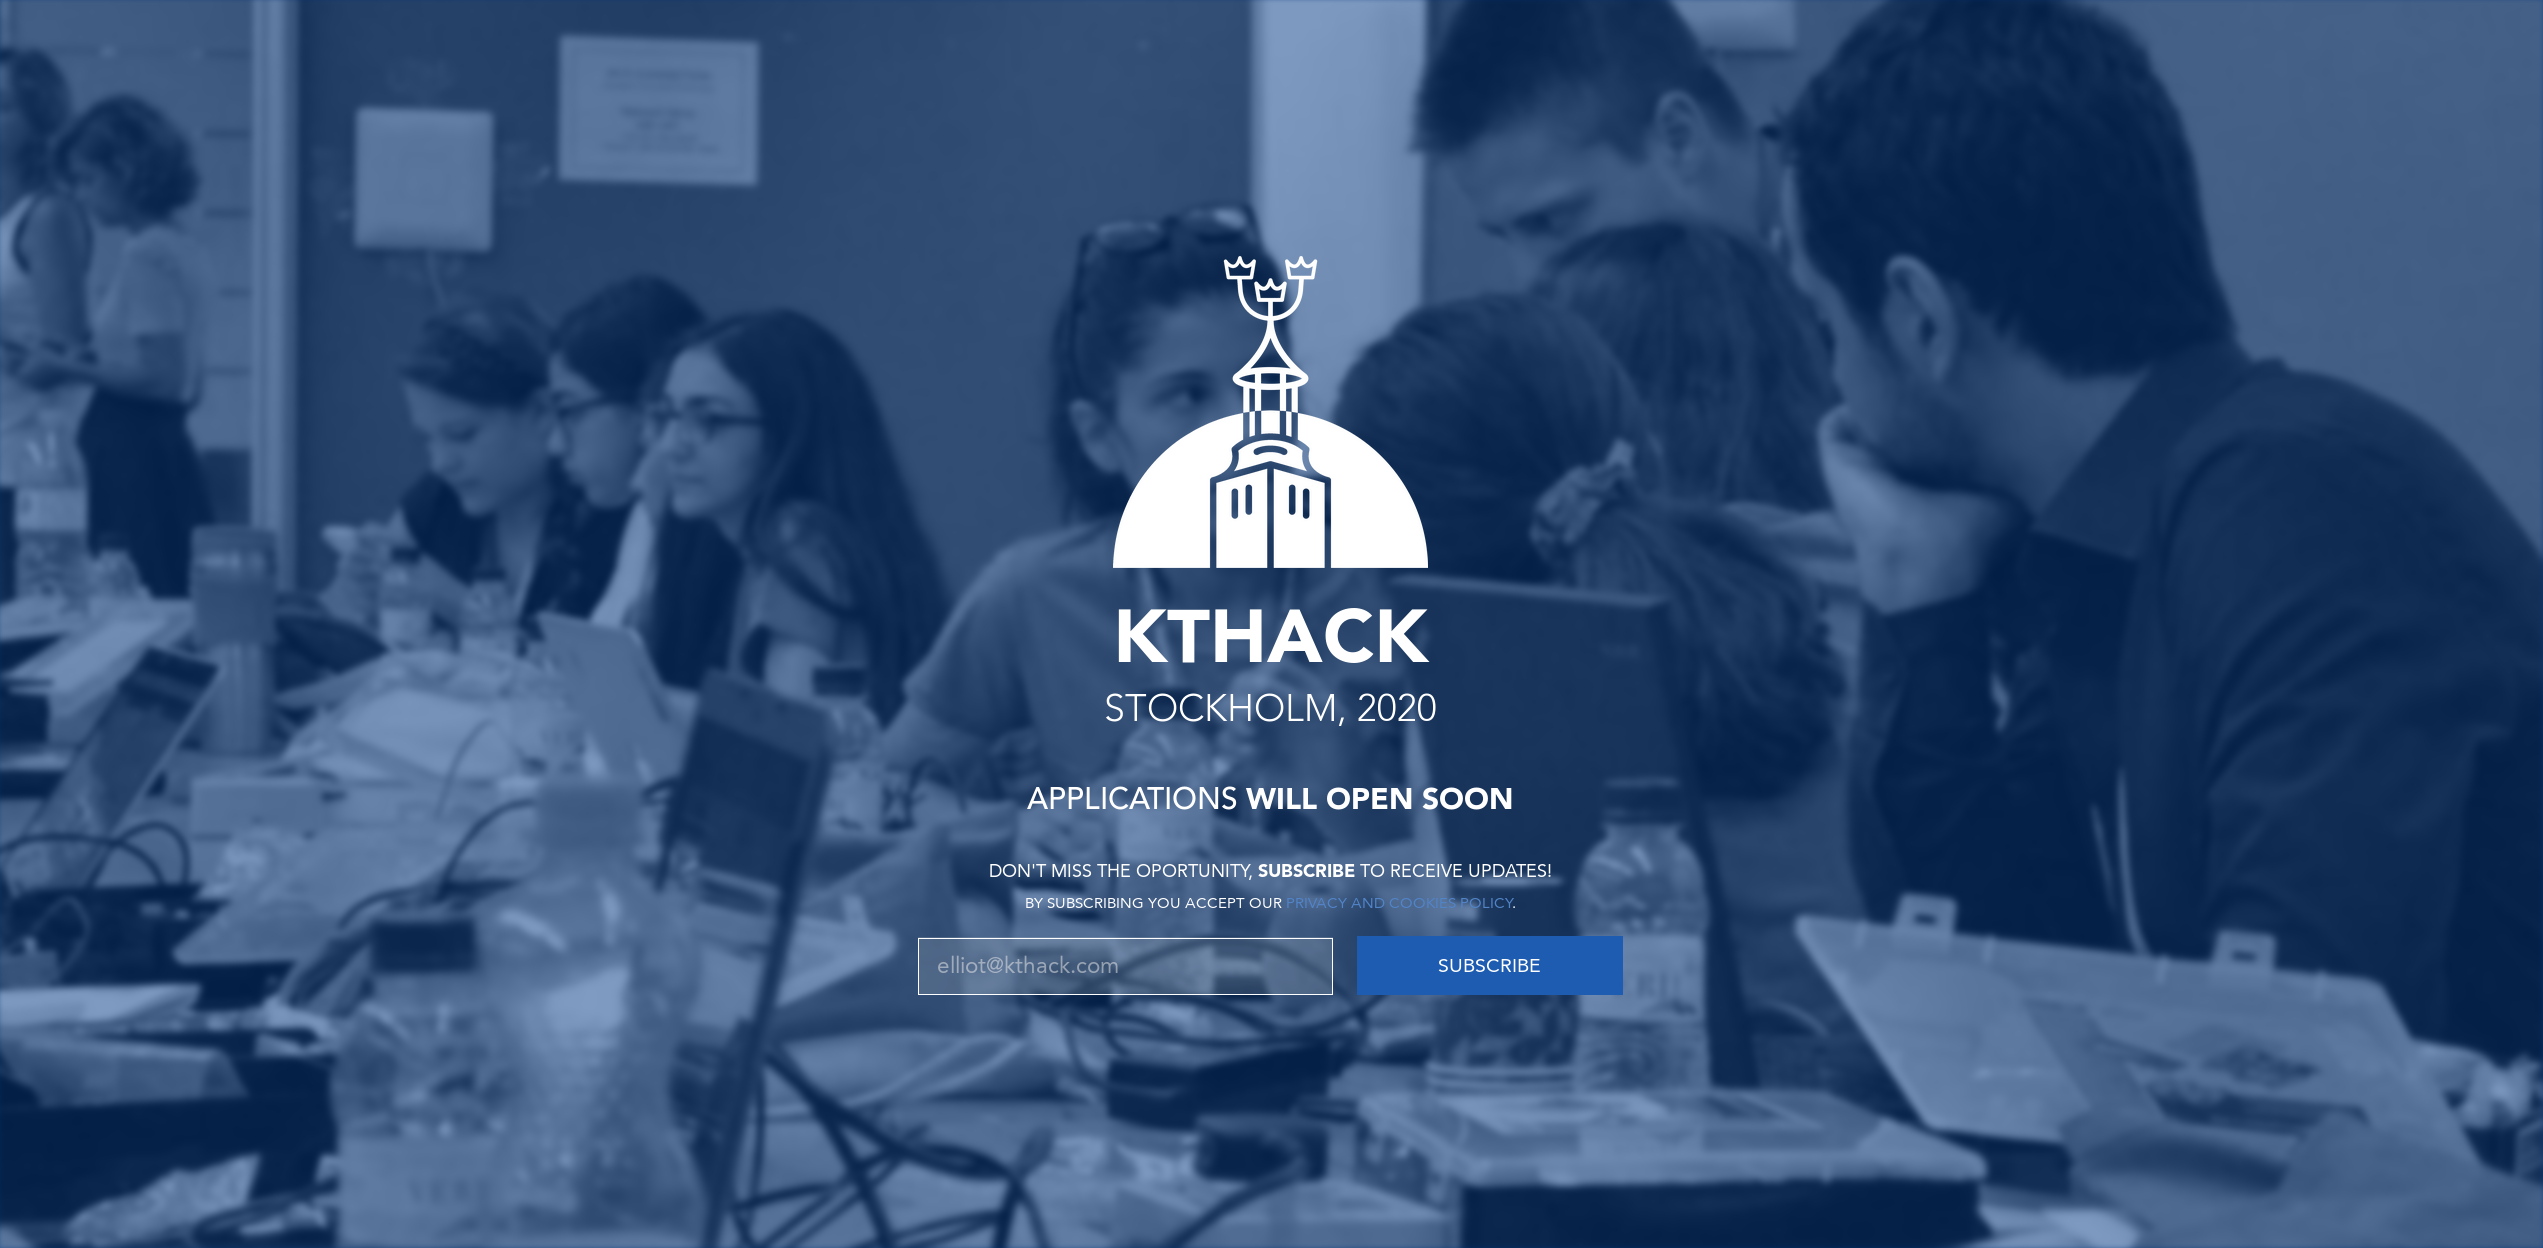 KTHACK
STOCKHOLM, 2020
APPLICATIONS WILL OPEN SOON
DON'T MISS THE OPORTUNITY, SUBSCRIBE TO RECEIVE UPDATES!
BY SUBSCRIBING YOU ACCEPT OUR PRIVACY AND COOKIES POLICY.
elliot@kthack.com
SUBSCRIBE